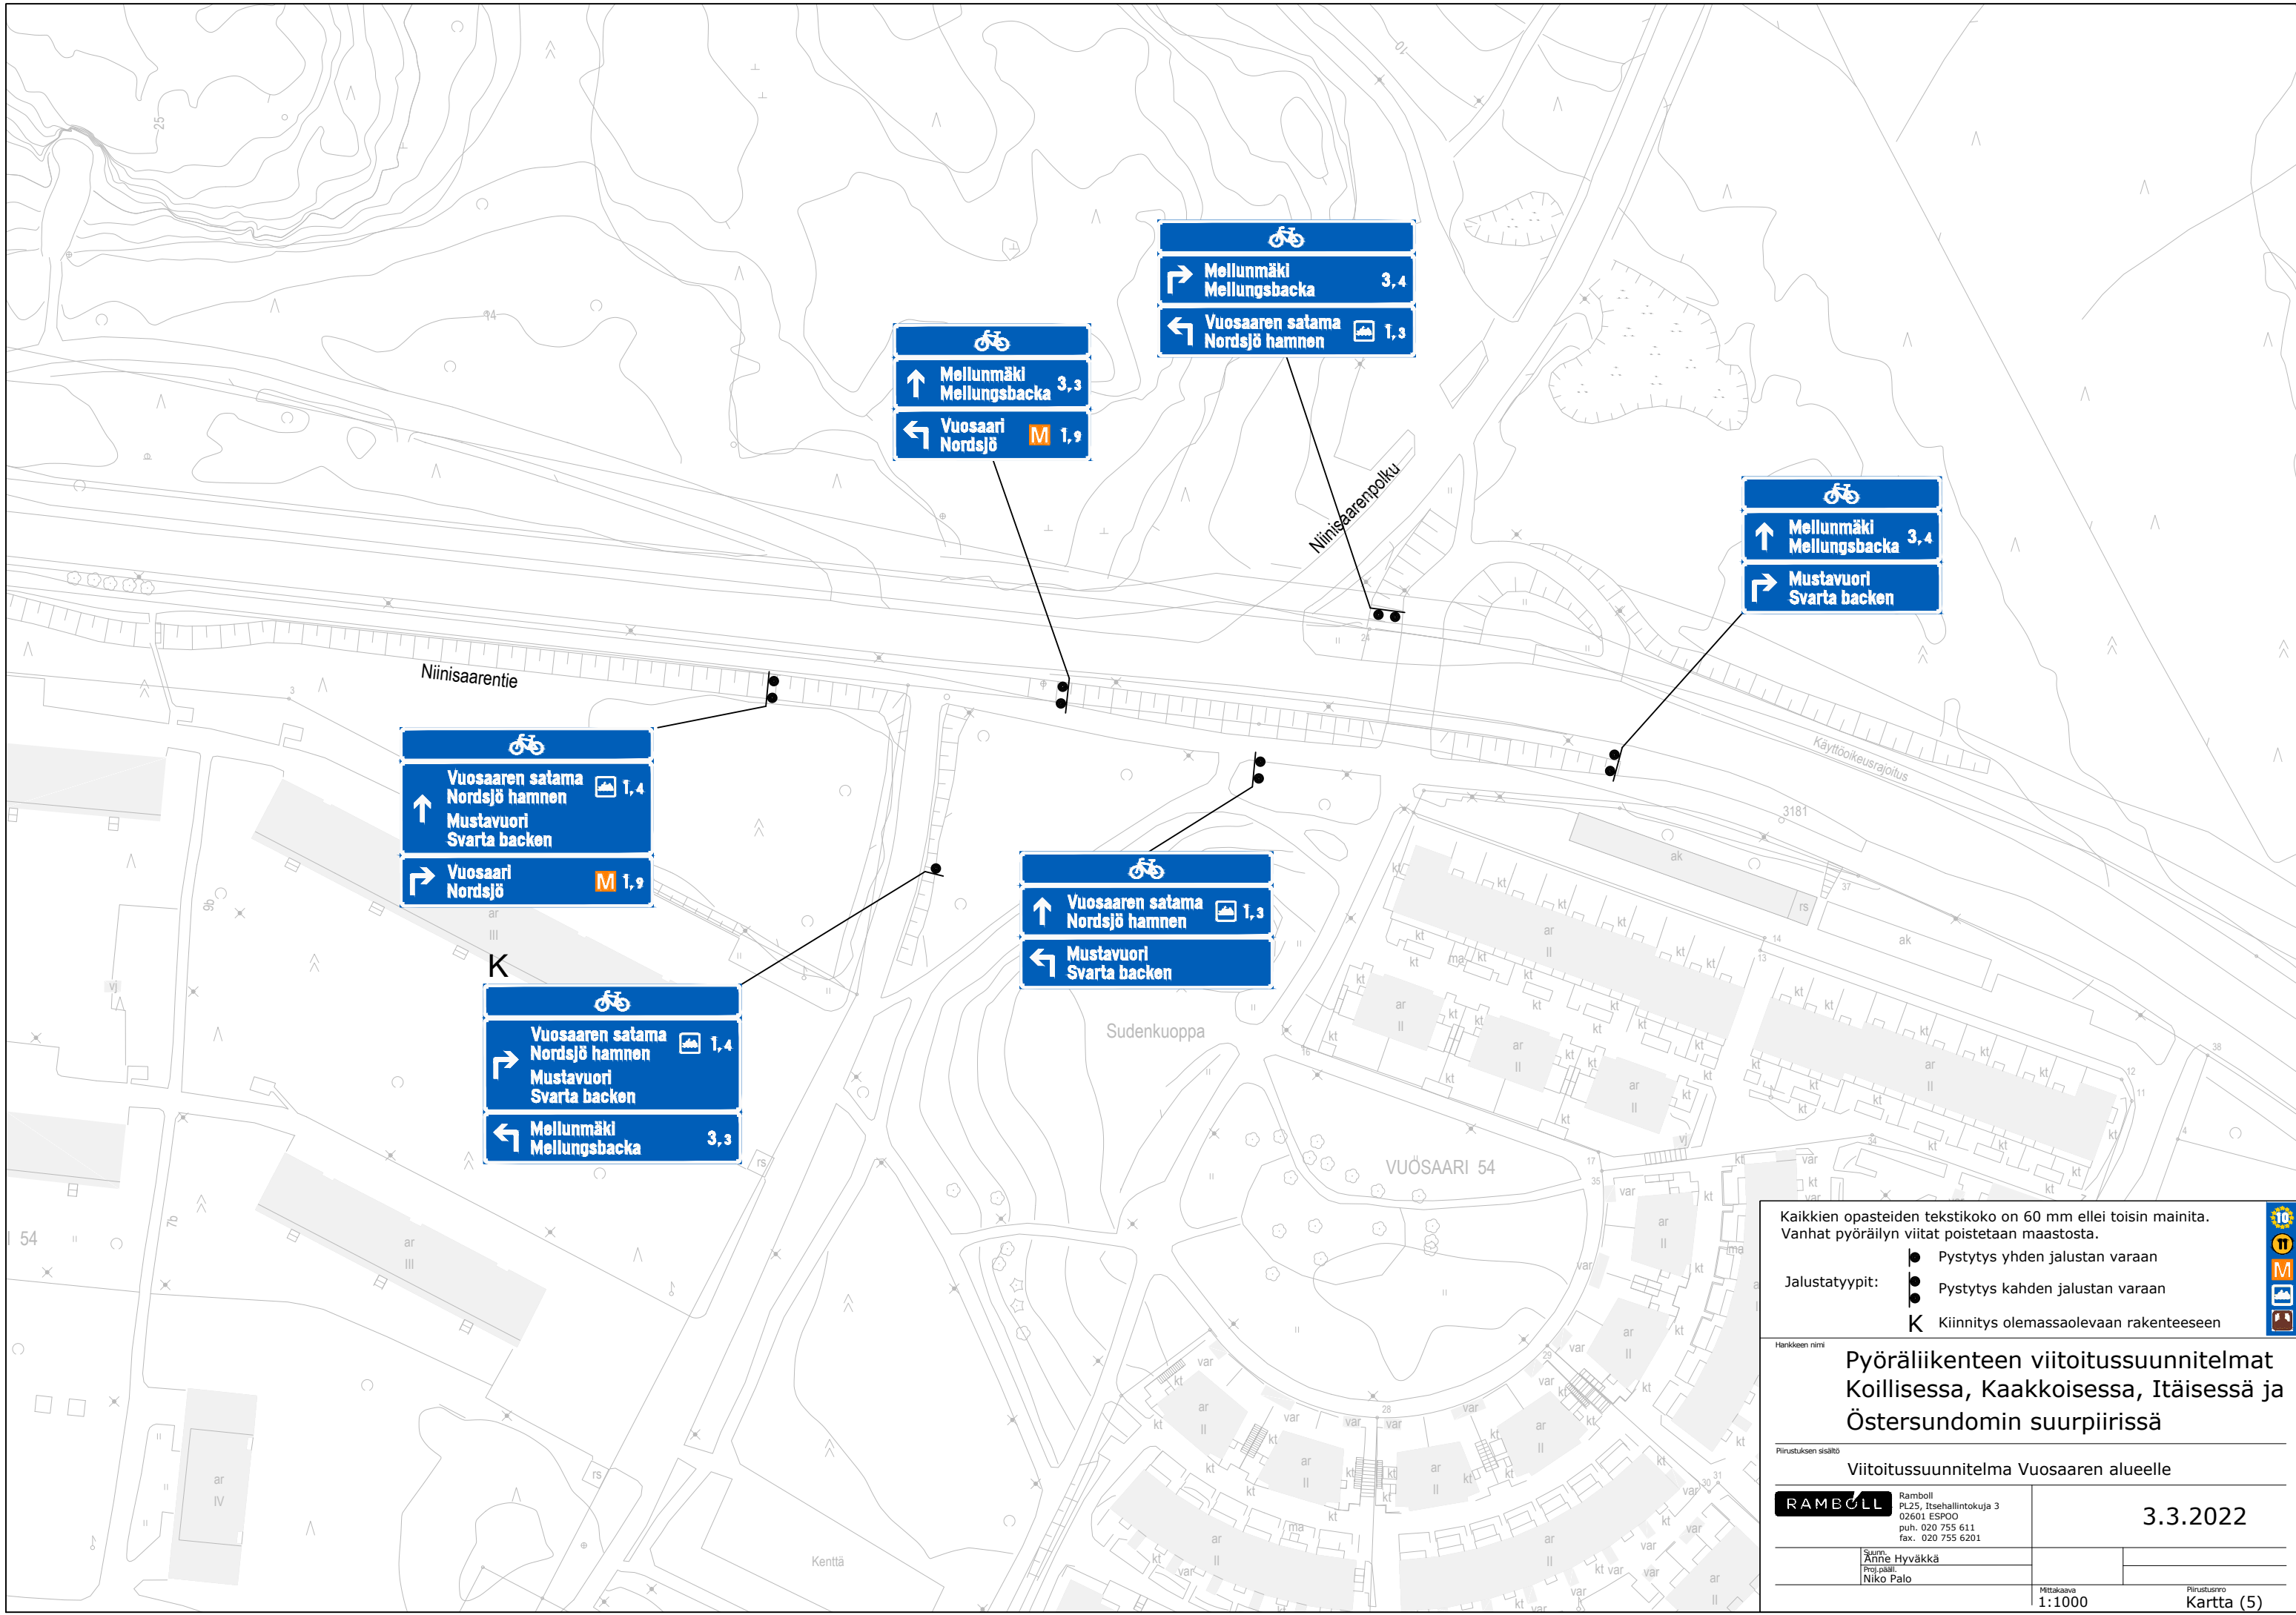 Mellunmäki 3,4
Mellungsbacka
Vuosaaren satama 1,3
Nordsjö hamnen
Mellunmäki 3,3
Mellungsbacka
Vuosaari M 1,9
Nordsjö
Mellunmäki 3,4
Mellungsbacka
Mustavuori
Svarta backen
Niinisaarenpolku
Niinisaarentie
Käyttöoikeusrajoitus
Vuosaaren satama 1,4
Nordsjö hamnen
Mustavuori
Svarta backen
Vuosaari M 1,9
Nordsjö
Vuosaaren satama 1,3
Nordsjö hamnen
Mustavuori
Svarta backen
K
Vuosaaren satama 1,4
Nordsjö hamnen
Mustavuori
Svarta backen
Mellunmäki 3,3
Mellungsbacka
Sudenkuoppa
VUOSAARI 54
Kenttä
3181
Kaikkien opasteiden tekstikoko on 60 mm ellei toisin mainita.
Vanhat pyöräilyn viitat poistetaan maastosta.
Jalustatyypit:
Pystytys yhden jalustan varaan
Pystytys kahden jalustan varaan
K Kiinnitys olemassaolevaan rakenteeseen
10
M
Hankkeen nimi
Pyöräliikenteen viitoitussuunnitelmat
Koillisessa, Kaakkoisessa, Itäisessä ja
Östersundomin suurpiirissä
Piirustuksen sisältö
Viitoitussuunnitelma Vuosaaren alueelle
RAMBOLL
Ramboll
PL25, Itsehallintokuja 3
02601 ESPOO
puh. 020 755 611
fax. 020 755 6201
3.3.2022
Suunn.
Anne Hyväkkä
Proj.pääll.
Niko Palo
Mittakaava
1:1000
Piirustusnro
Kartta (5)